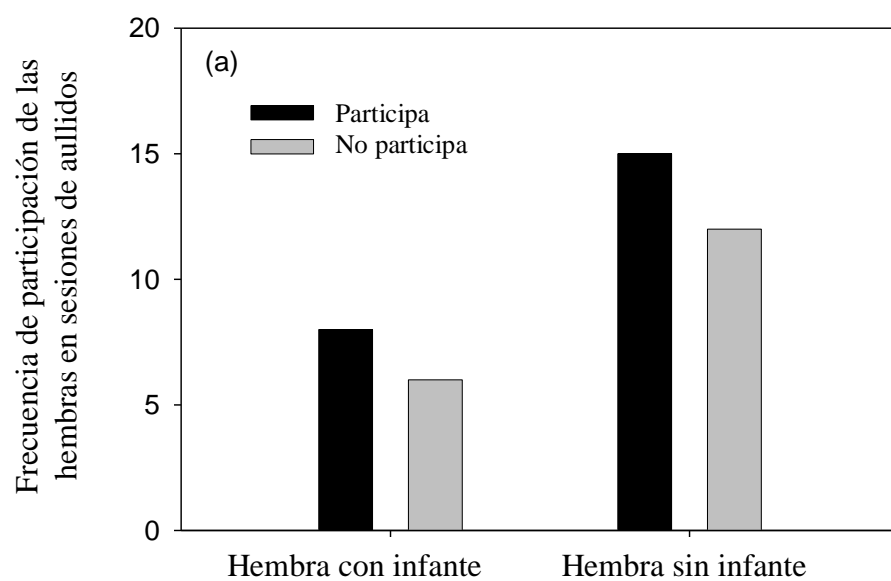 Frecuencia de participación de las
hembras en sesiones de aullidos
20
15
10
5
0
(a)
Participa
No participa
Hembra con infante
Hembra sin infante